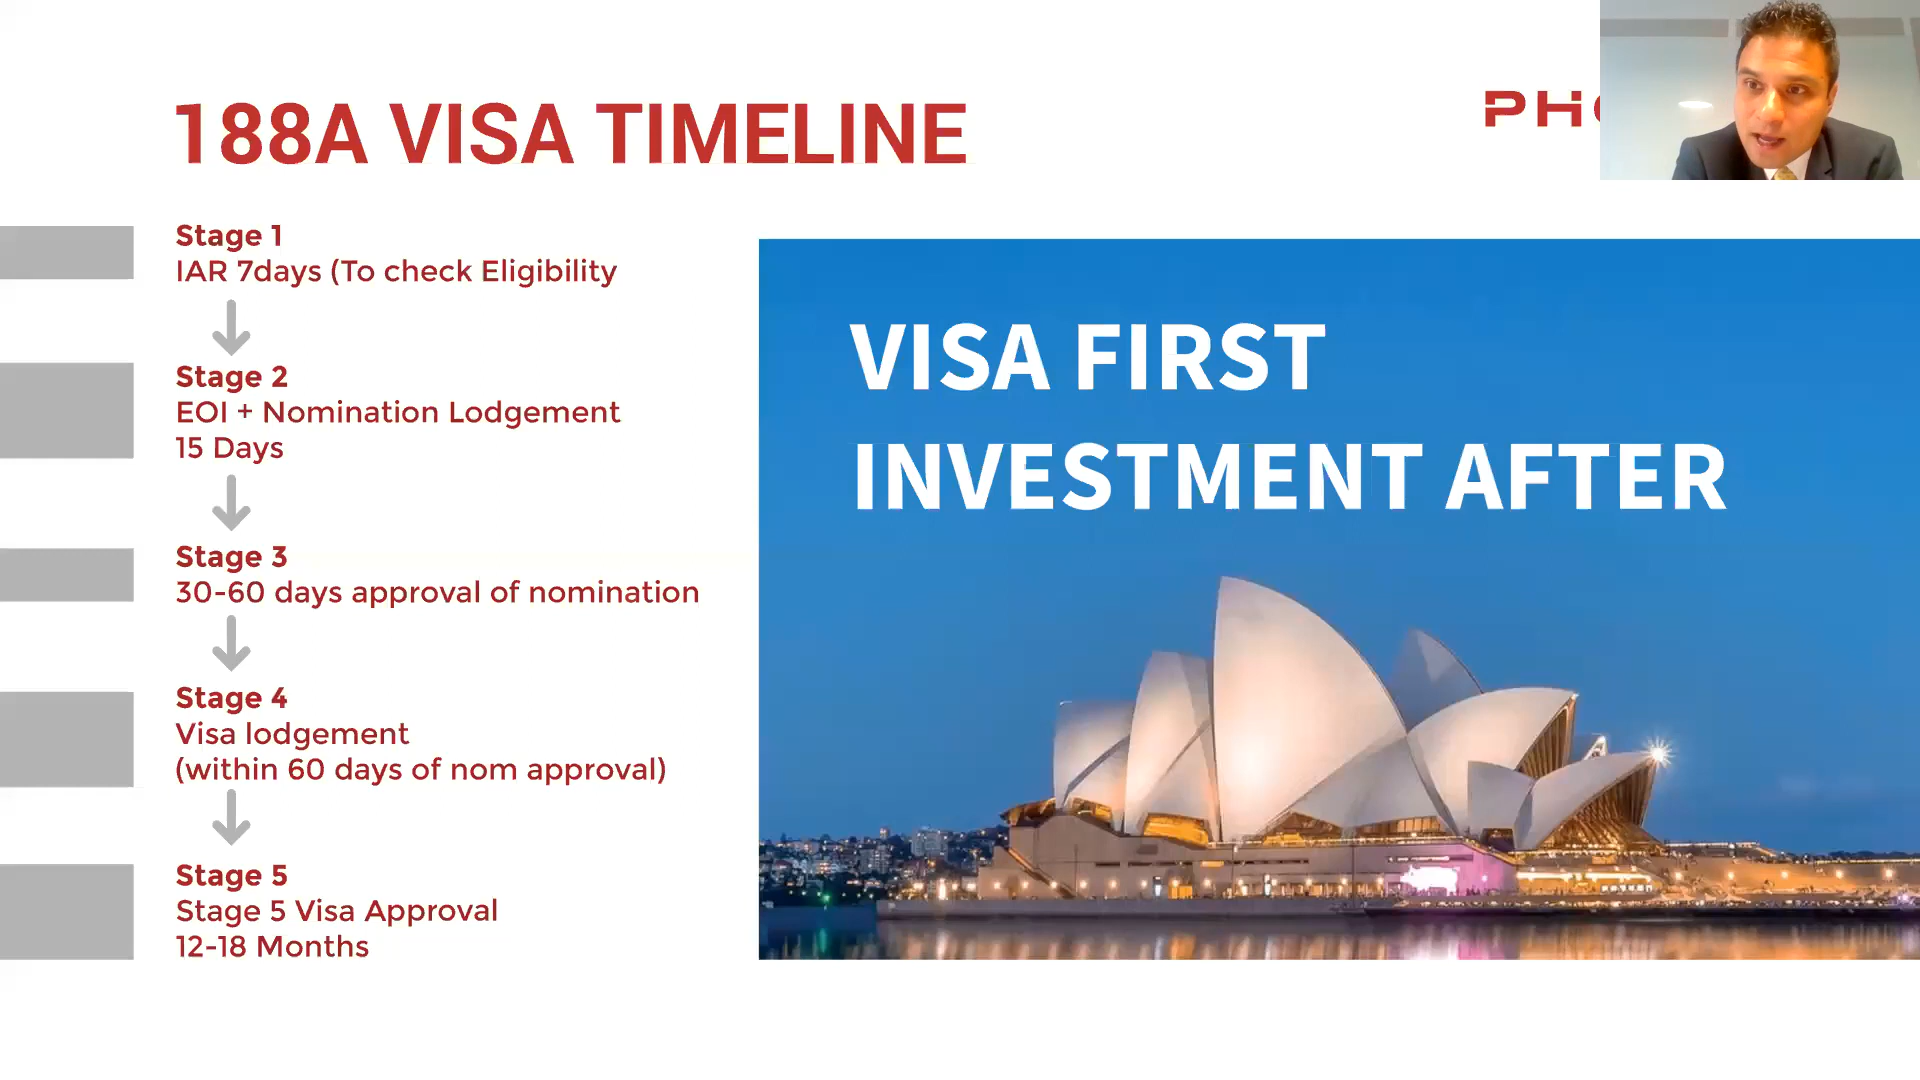 188A VISA TIMELINE
Stage 1
IAR 7days (To check Eligibility
Stage 2
EOI + Nomination Lodgement
15 Days
Stage 3
30-60 days approval of nomination
Stage 4
Visa lodgement
(within 60 days of nom approval)
Stage 5
Stage 5 Visa Approval
12-18 Months
VISA FIRST
INVESTMENT AFTER